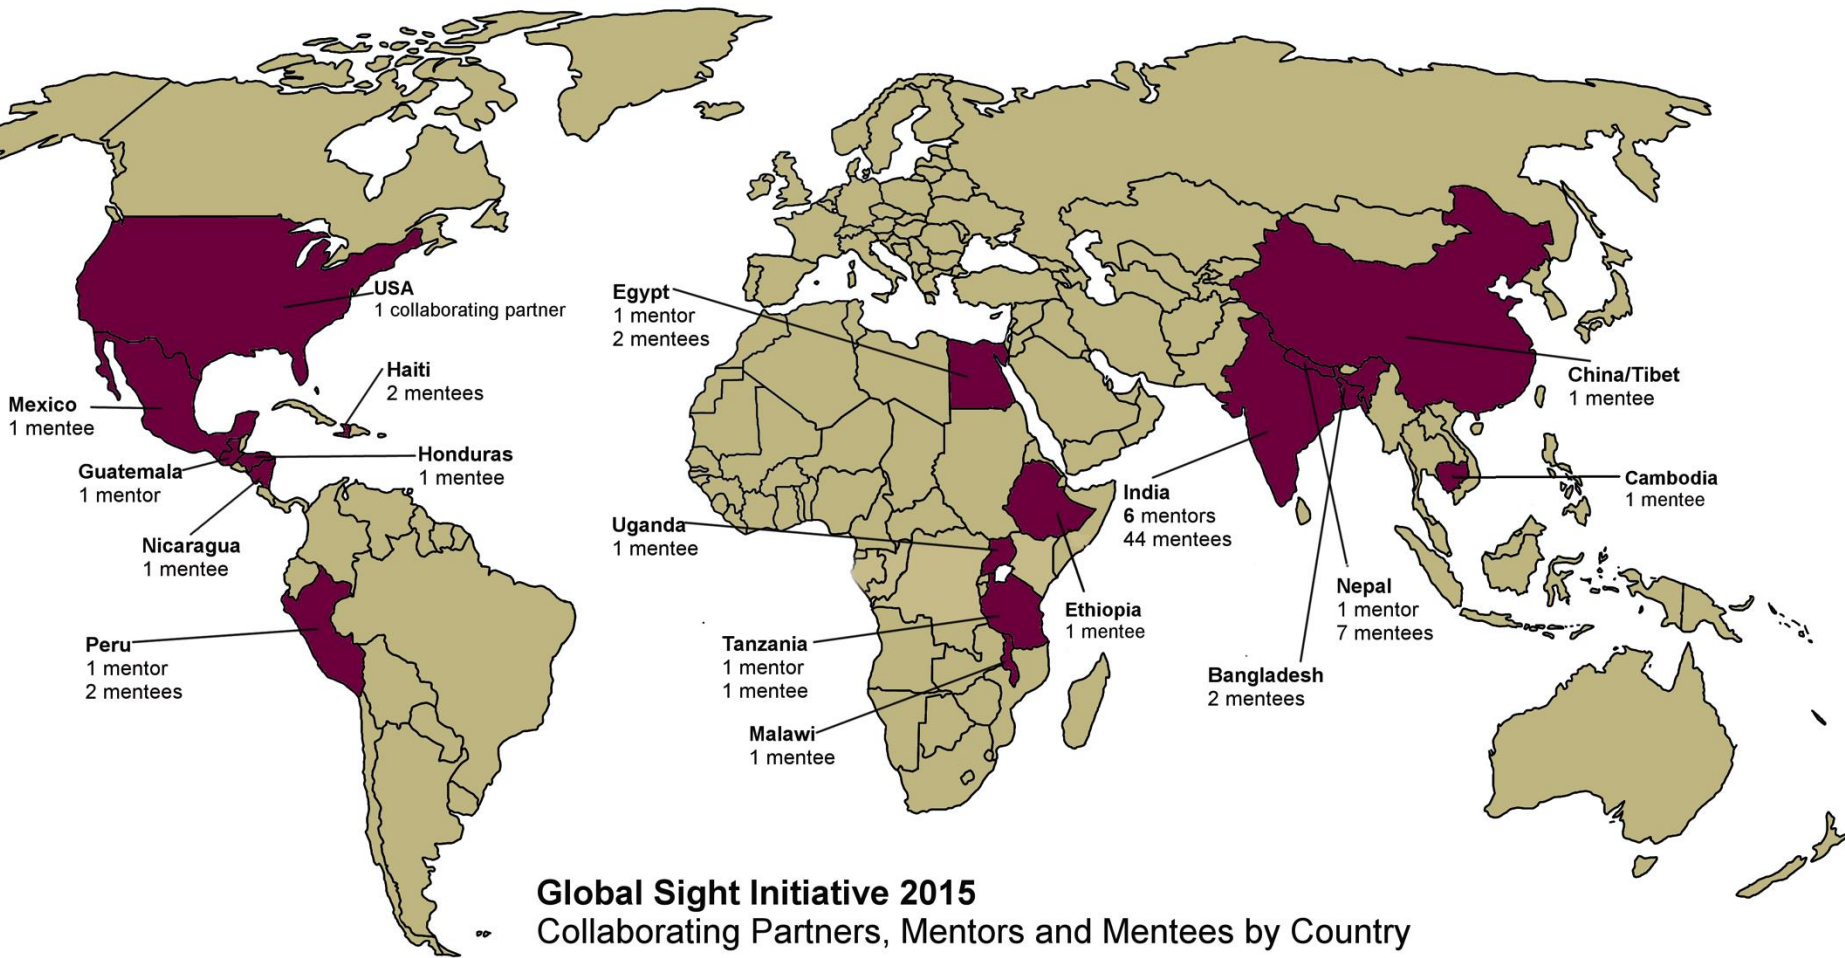 USA
1 collaborating partner
Haiti
2 mentees
Mexico
1 mentee
Honduras
1 mentee
Guatemala
1 mentor
Nicaragua
1 mentee
Peru
1 mentor
2 mentees
Egypt
1 mentor
2 mentees
Uganda
1 mentee
Ethiopia
1 mentee
Tanzania
1 mentor
1 mentee
Malawi
1 mentee
India
6 mentors
44 mentees
China/Tibet
1 mentee
Cambodia
1 mentee
Nepal
1 mentor
7 mentees
Bangladesh
2 mentees
Global Sight Initiative 2015
Collaborating Partners, Mentors and Mentees by Country